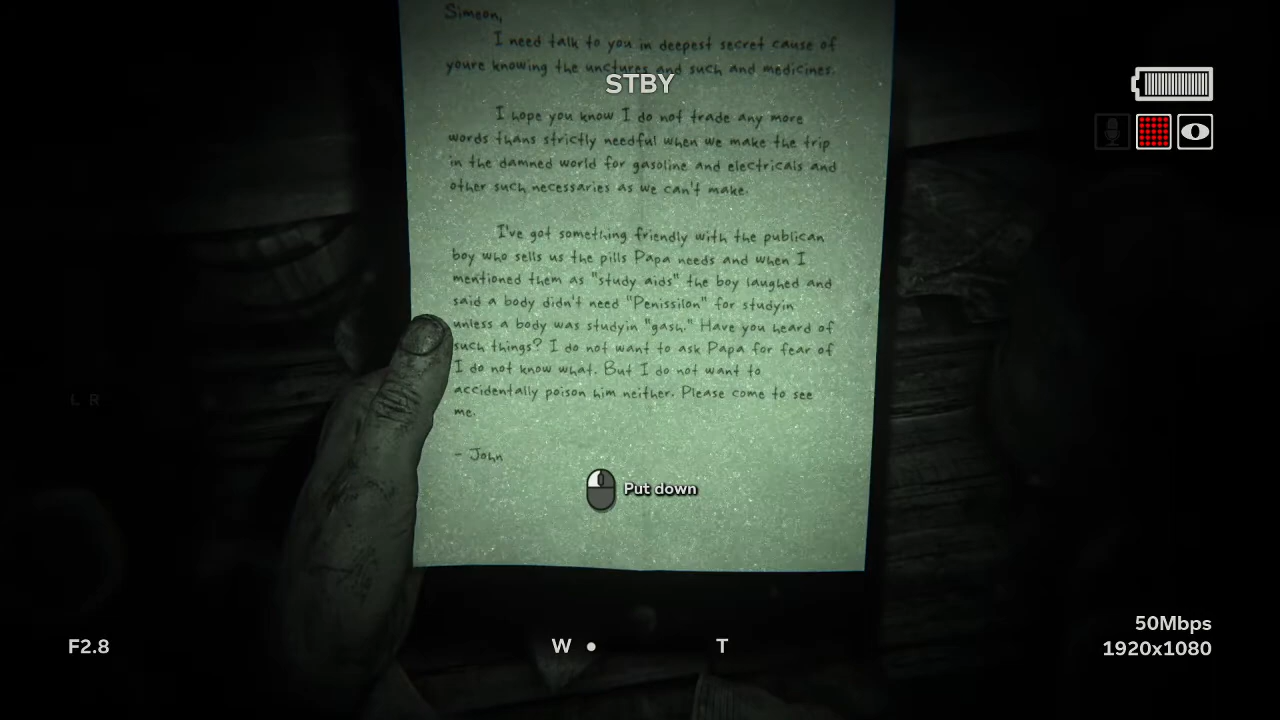 Simeon,
I need talk to you in deepest secret cause of
youre knowing the unctures and such and medicines.
STBY
I hope you know I do not trade any more
words thans strictly needful when we make the trip
in the damned world for gasoline and electricals and
other such necessaries as we can't make.
I've got something friendly with the publican
boy who sells us the pills Papa needs and when I
mentioned them as "study aids" the boy laughed and
said a body didn't need "Penissilon" for studyin
unless a body was studyin "gash." Have you heard of
such things? I do not want to ask Papa for fear of
I do not know what. But I do not want to
accidentally poison him neither. Please come to see
me.
L R
- John
Put down
F2.8
W
T
50Mbps
1920x1080